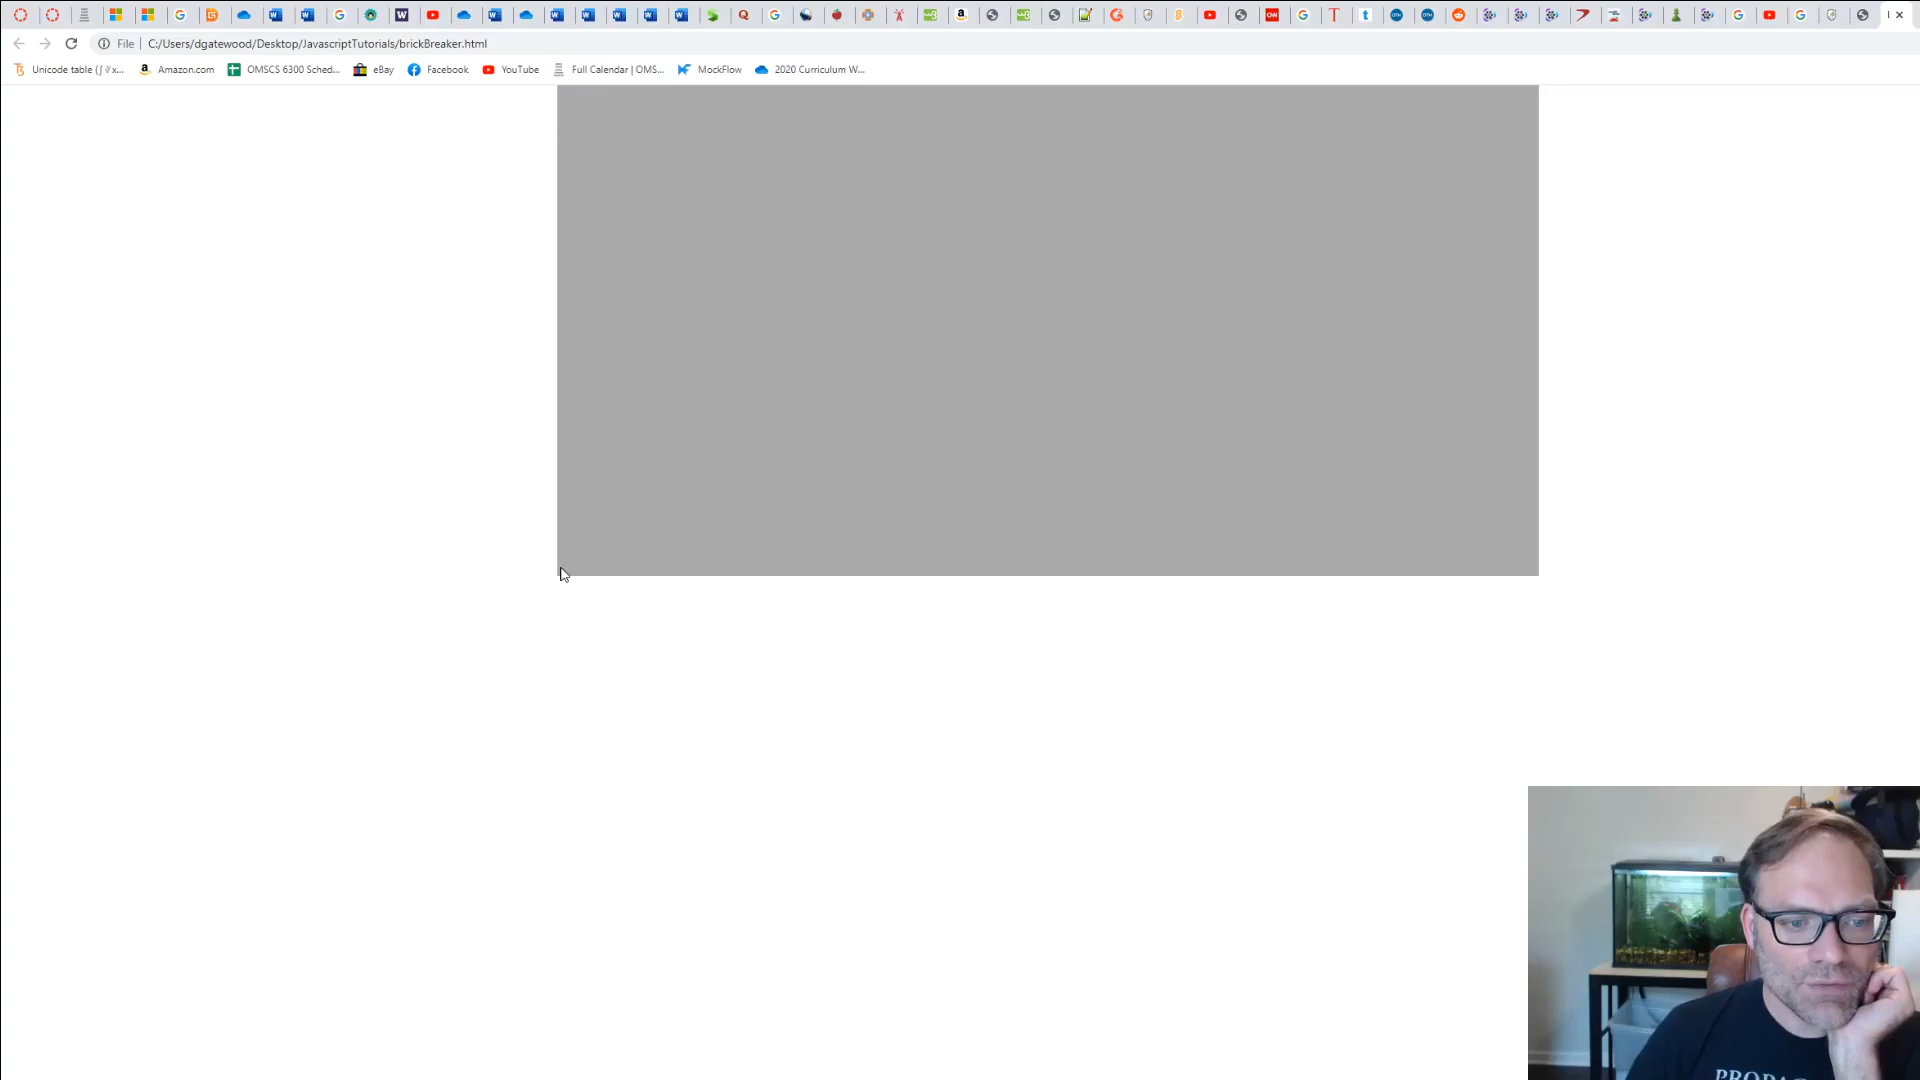 File C:/Users/dgatewood/Desktop/JavascriptTutorials/brickBreaker.html
Unicode table ( ∫ √ x... Amazon.com OMSCS 6300 Sched... eBay Facebook YouTube Full Calendar | OMS... MockFlow 2020 Curriculum W...